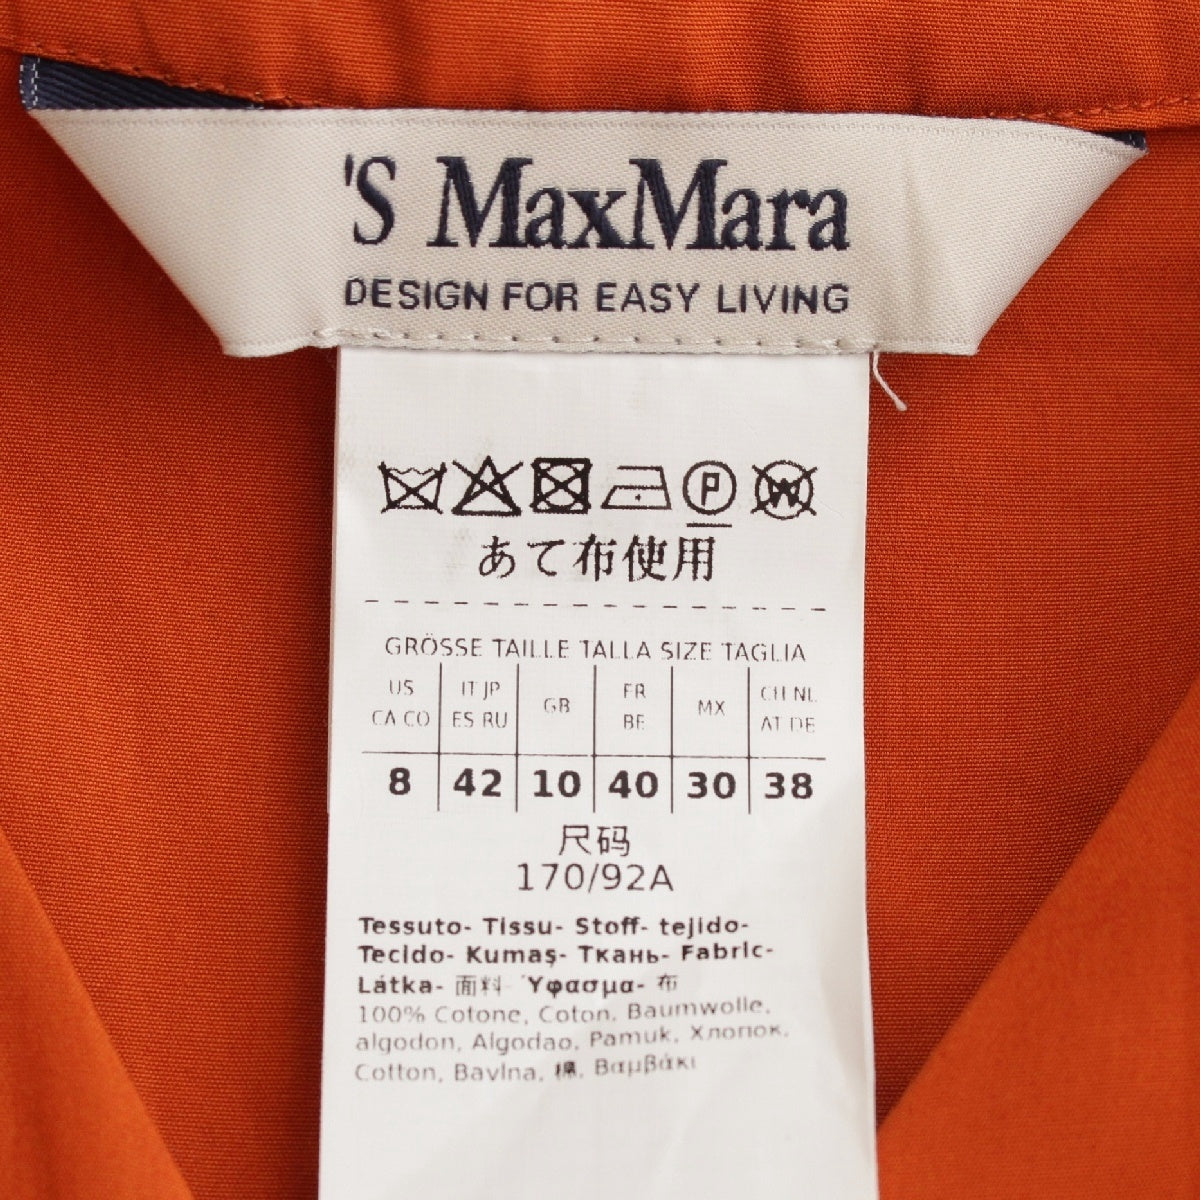 'S MaxMara
DESIGN FOR EASY LIVING
P W
あて布使用
GRÖSSE TAILLE TALLA SIZE TAGLIA
US IT JP GB FR MX CH NL
CA CO ES RU BE AT DE
8 42 10 40 30 38
尺码
170/92A
Tessuto- Tissu- Stoff- tejido-
Tecido- Kumaş- Ткань- Fabric-
Látka- 面料- Ύφασμα- 布
100% Cotone, Coton, Baumwolle,
algodon, Algodao, Pamuk, Хлопок,
Cotton, Bavlna, 棉, Βαμβάκι